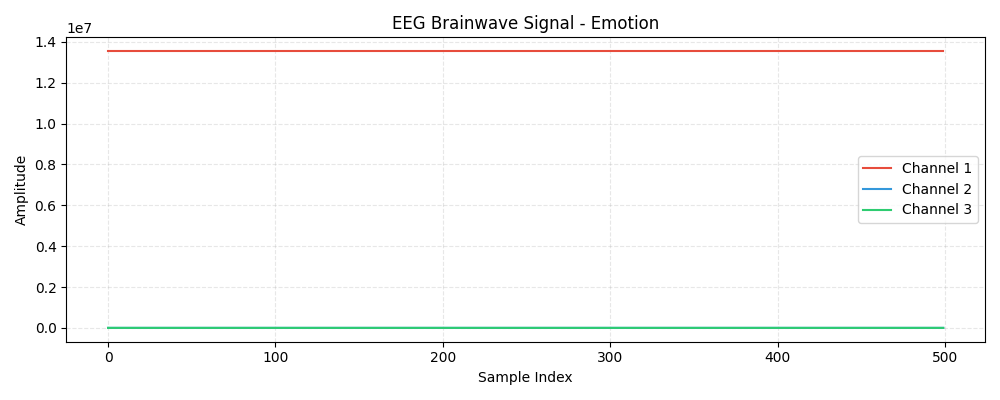 EEG Brainwave Signal - Emotion
1e7
1.4
1.2
1.0
0.8
0.6
0.4
0.2
0.0
Amplitude
Channel 1
Channel 2
Channel 3
0 100 200 300 400 500
Sample Index